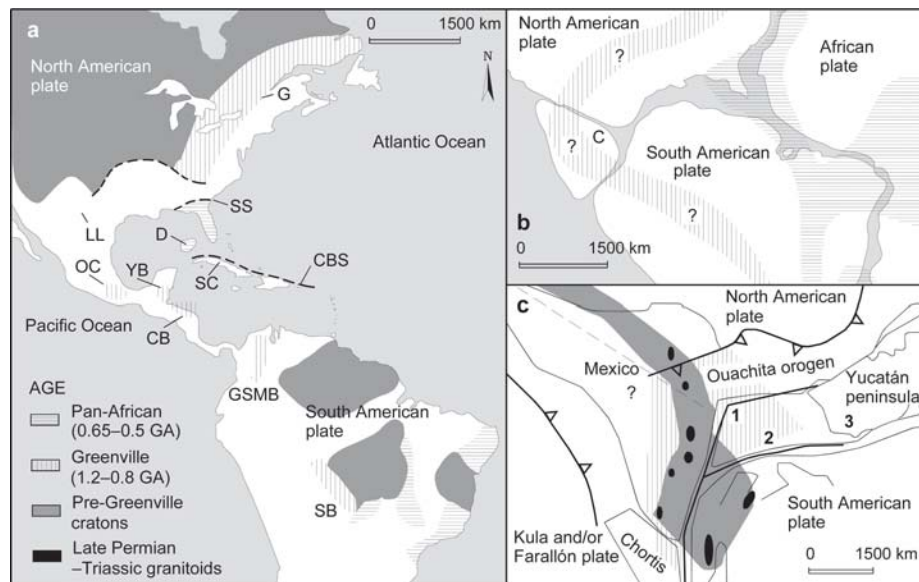 a
0 1500 km
North American
plate
G
N
Atlantic Ocean
SS
LL
D
CBS
OC
YB
SC
Pacific Ocean
CB
AGE
GSMB
Pan-African
(0.65–0.5 GA)
South American
plate
Greenville
(1.2–0.8 GA)
Pre-Greenville
cratons
SB
Late Permian
–Triassic granitoids
North American
plate
?
African
plate
C
?
South American
plate
b
?
0 1500 km
c
North American
plate
Mexico
Ouachita orogen
?
Yucatán
peninsula
1
3
2
South American
plate
Kula and/or
Farallón plate
Chortis
0 1500 km